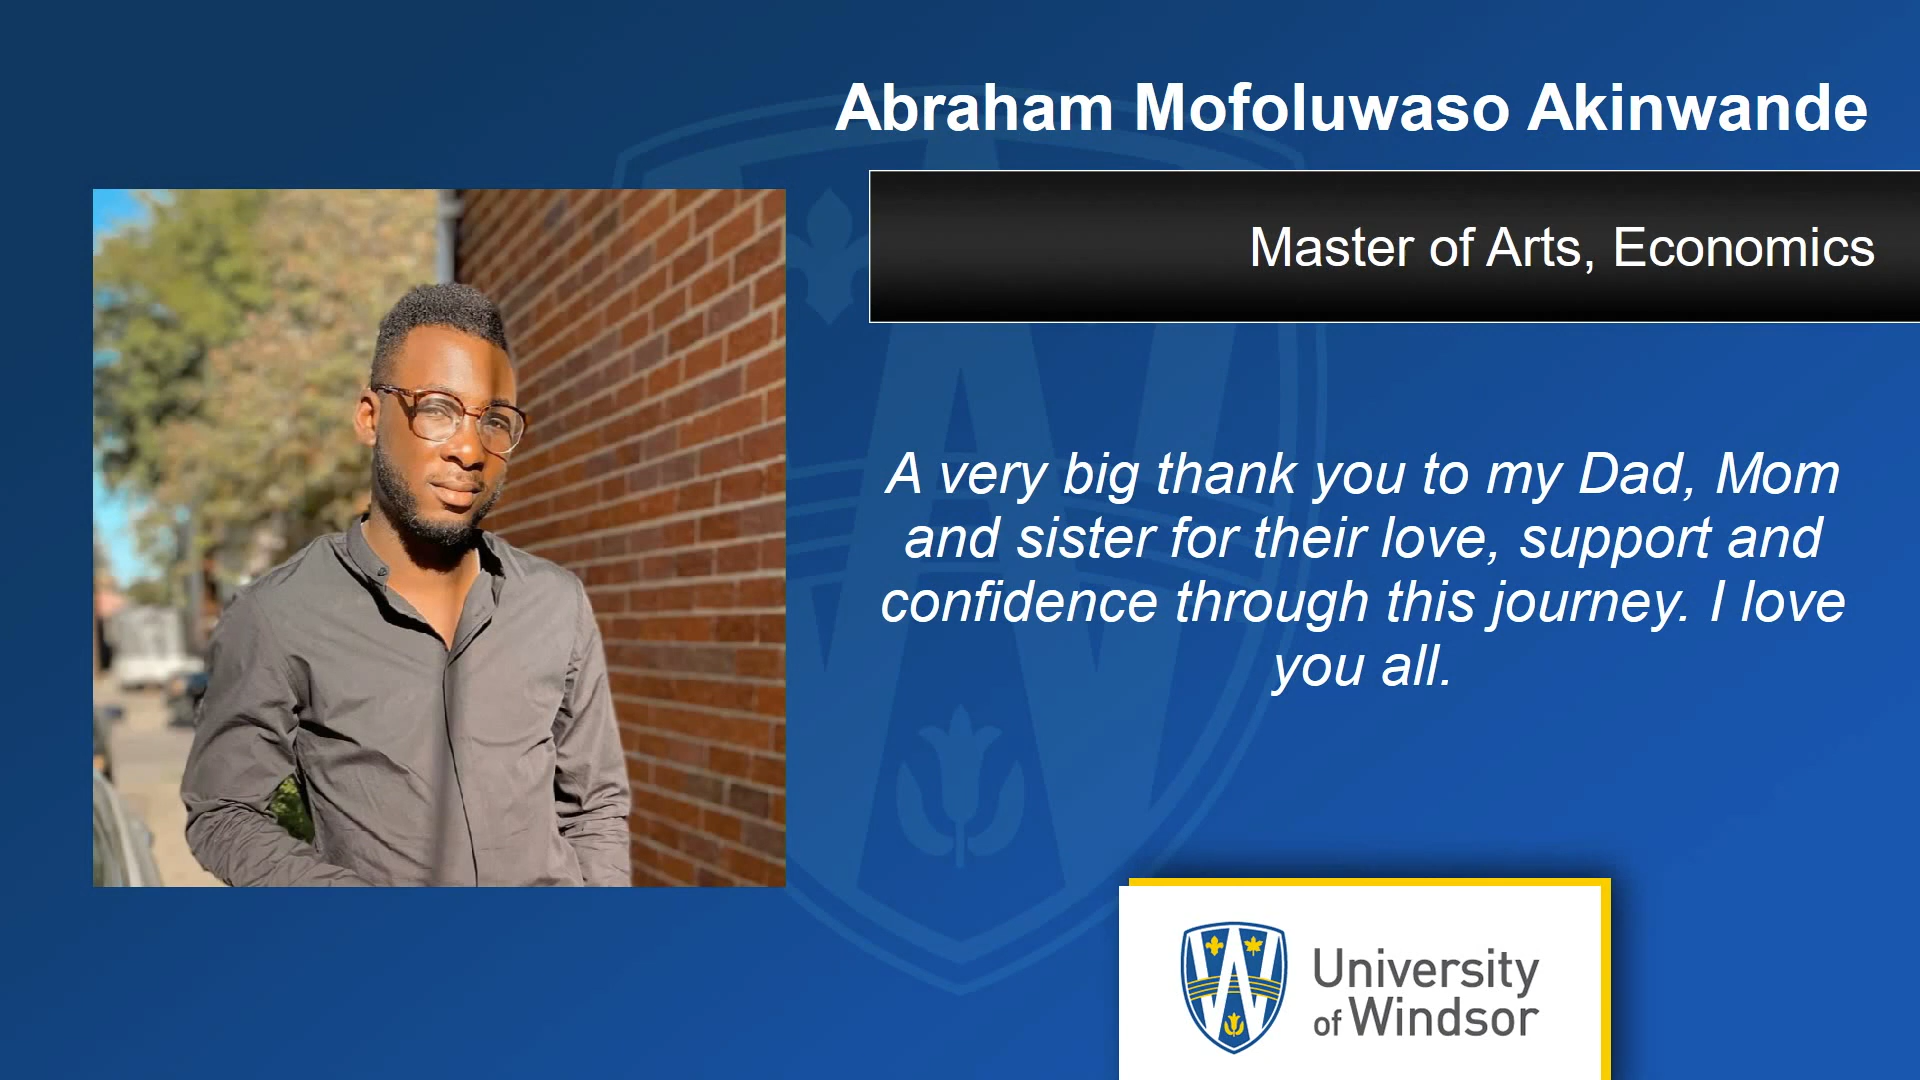 Abraham Mofoluwaso Akinwande
Master of Arts, Economics
A very big thank you to my Dad, Mom
and sister for their love, support and
confidence through this journey. I love
you all.
University
of Windsor